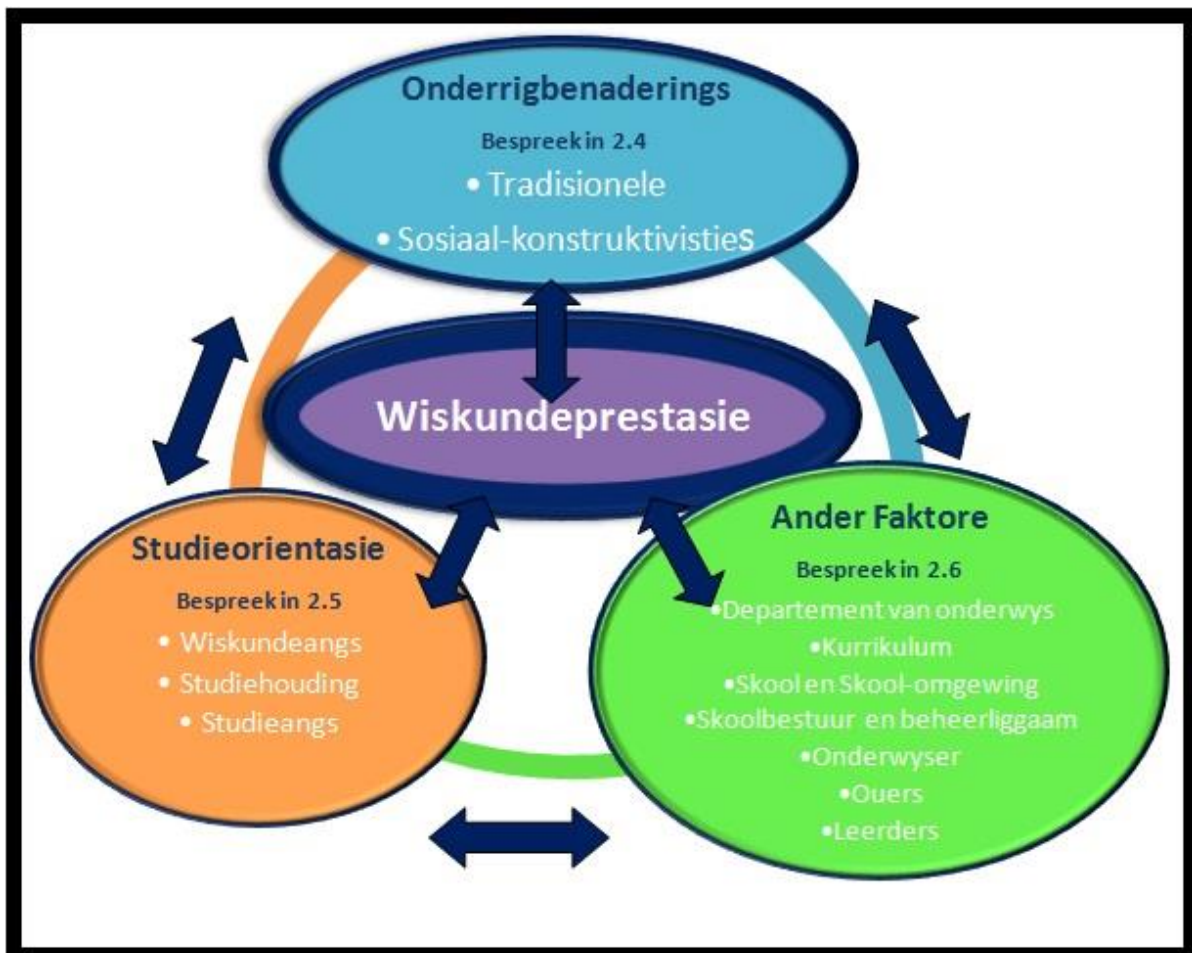 Onderrigbenaderings
Bespreek in 2.4
• Tradisionele
• Sosiaal-konstruktivisties
Wiskundeprestasie
Studieorientasie
Bespreek in 2.5
• Wiskundeangs
• Studiehouding
• Studieangs
Ander Faktore
Bespreek in 2.6
•Departement van onderwys
•Kurrikulum
•Skool en Skool-omgewing
•Skoolbestuur en beheerliggaam
•Onderwyser
•Ouers
•Leerders